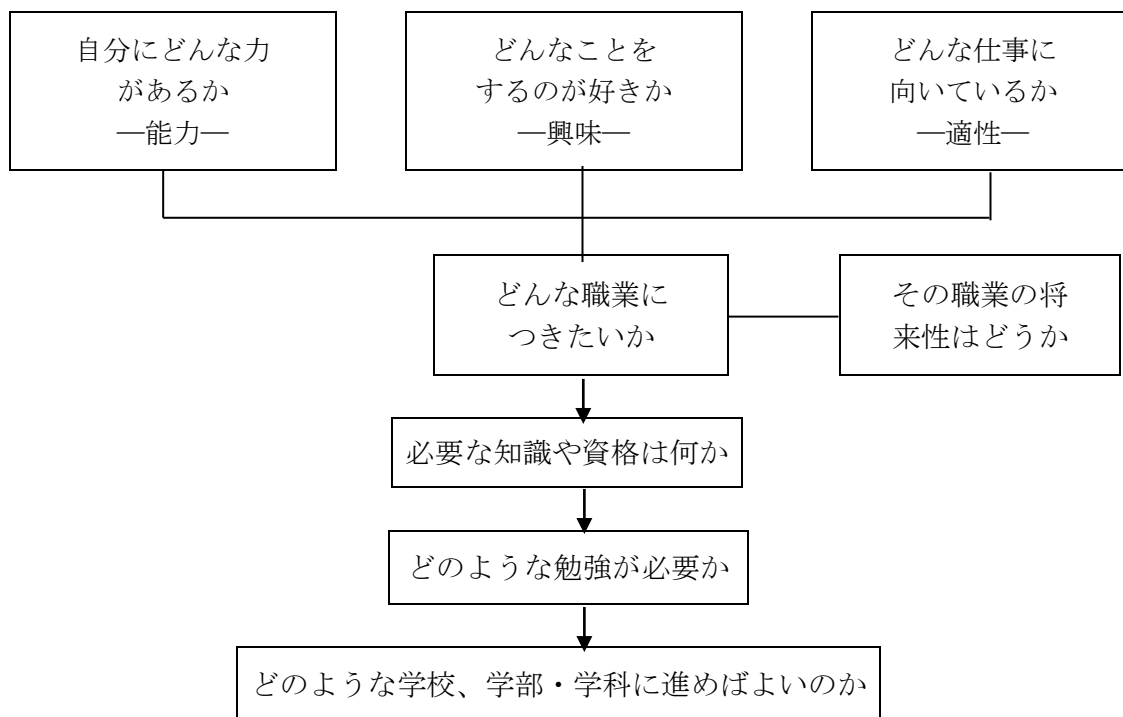 自分にどんな力
があるか
―能力―
どんなことを
するのが好きか
―興味―
どんな仕事に
向いているか
―適性―
どんな職業に
つきたいか
その職業の将
来性はどうか
必要な知識や資格は何か
どのような勉強が必要か
どのような学校、学部・学科に進めばよいのか